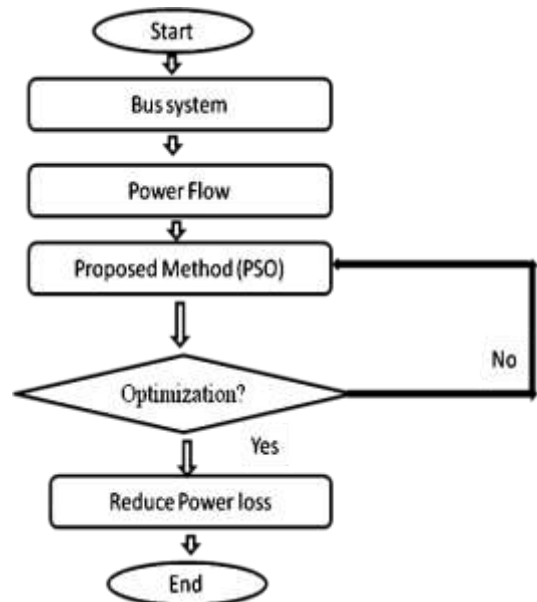 Start
Bus system
Power Flow
Proposed Method (PSO)
No
Optimization?
Yes
Reduce Power loss
End